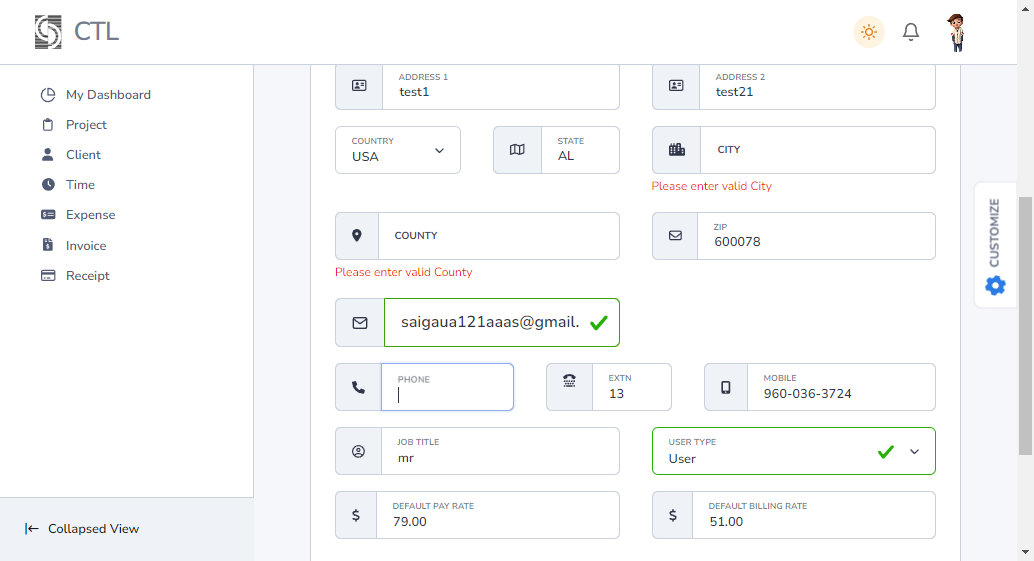 CTL
My Dashboard
Project
Client
Time
Expense
Invoice
Receipt
Collapsed View
ADDRESS 1
test1
ADDRESS 2
test21
COUNTRY
USA
STATE
AL
CITY
Please enter valid City
COUNTY
Please enter valid County
ZIP
600078
saigaua121aaas@gmail.
PHONE
EXTN
13
MOBILE
960-036-3724
JOB TITLE
mr
USER TYPE
User
DEFAULT PAY RATE
79.00
DEFAULT BILLING RATE
51.00
CUSTOMIZE